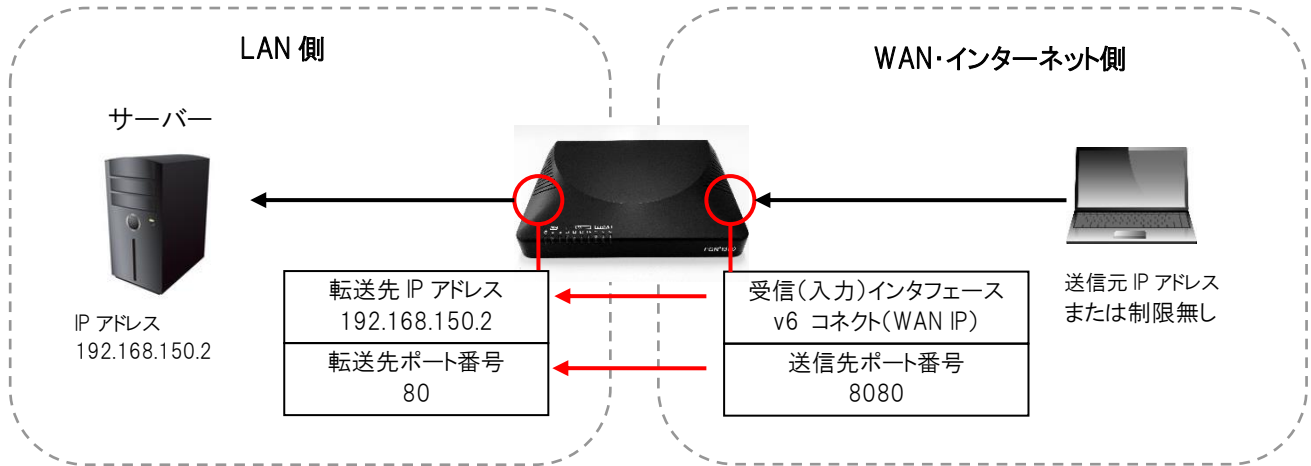 LAN 側
WAN・インターネット側
サーバー
IP アドレス
192.168.150.2
転送先 IP アドレス
192.168.150.2
転送先ポート番号
80
受信(入力)インタフェース
v6 コネクト(WAN IP)
送信先ポート番号
8080
送信元 IP アドレス
または制限無し